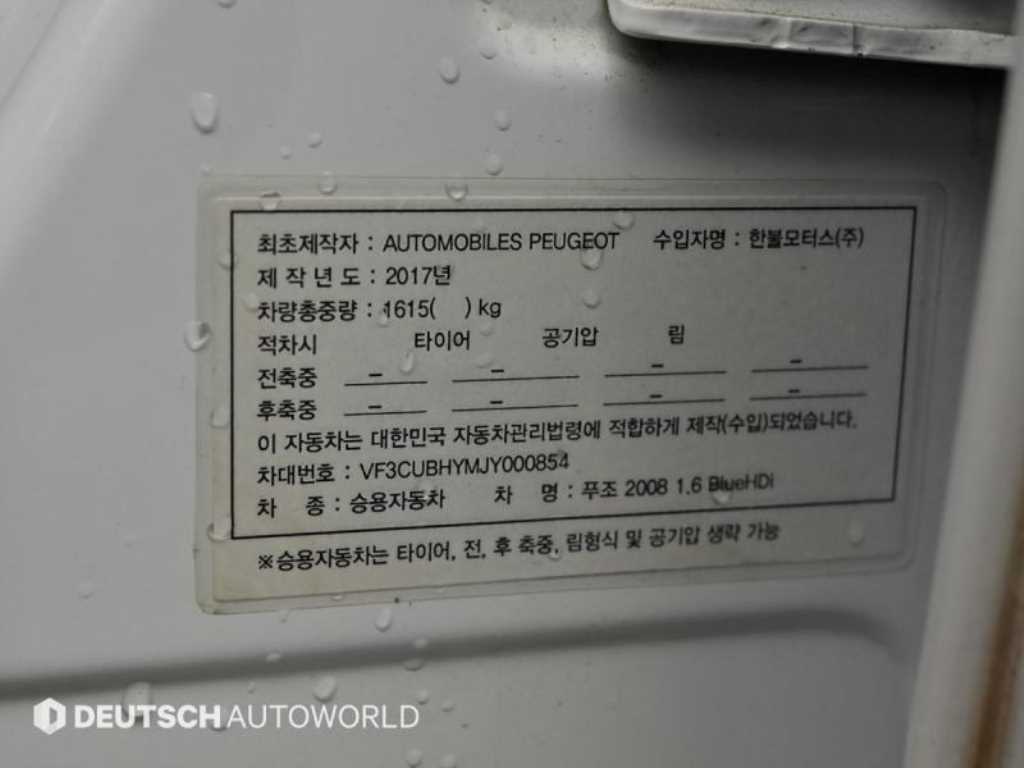 최초제작자 : AUTOMOBILES PEUGEOT 수입자명 : 한불모터스(주)
제 작 년 도 : 2017년
차량총중량 : 1615( ) kg
적차시 타이어 공기압 림
전축중 - - - -
후축중 - - - -
이 자동차는 대한민국 자동차관리법령에 적합하게 제작(수입)되었습니다.
차대번호 : VF3CUBHYMJY000854
차 종 : 승용자동차 차 명 : 푸조 2008 1.6 BlueHDi
※승용자동차는 타이어, 전, 후 축중, 림형식 및 공기압 생략 가능
DEUTSCH AUTOWORLD